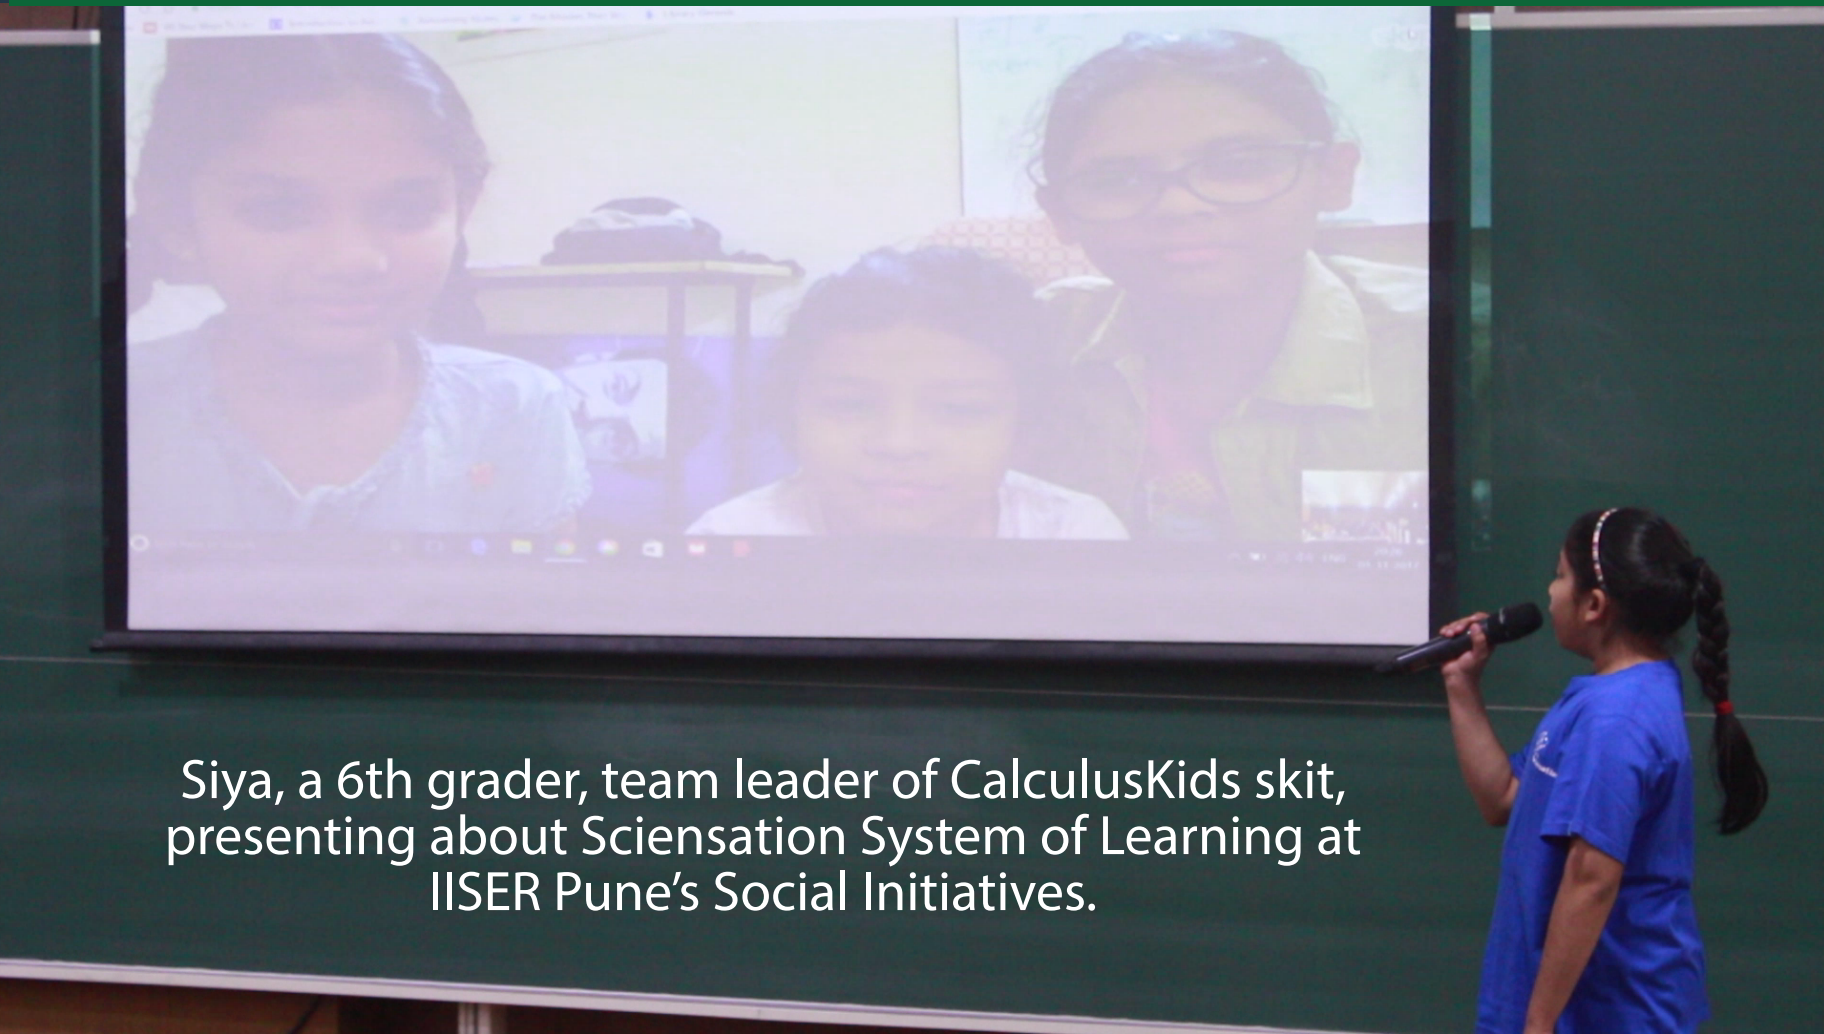 ENG
Siya, a 6th grader, team leader of CalculusKids skit,
presenting about Sciensation System of Learning at
IISER Pune's Social Initiatives.